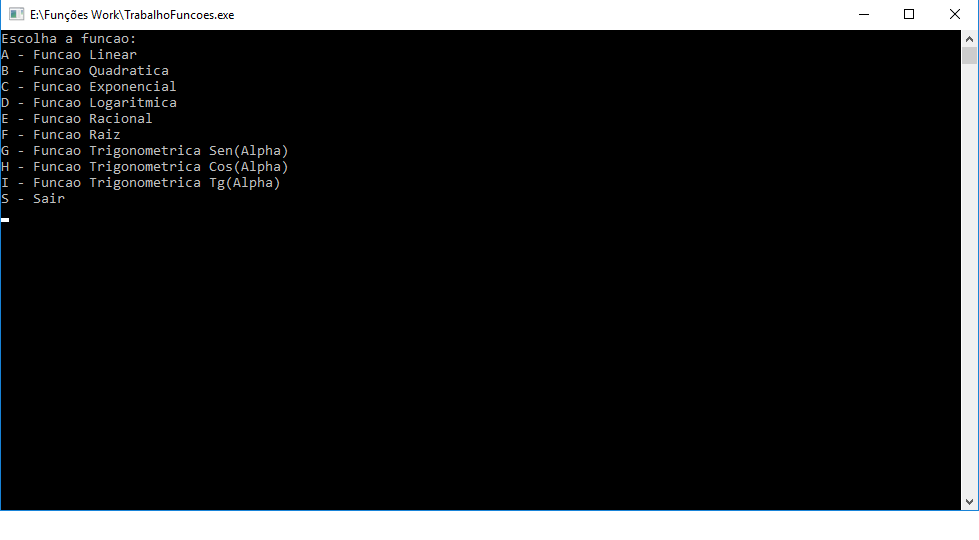 E:\Funções Work\TrabalhoFuncoes.exe
Escolha a funcao:
A - Funcao Linear
B - Funcao Quadratica
C - Funcao Exponencial
D - Funcao Logaritmica
E - Funcao Racional
F - Funcao Raiz
G - Funcao Trigonometrica Sen(Alpha)
H - Funcao Trigonometrica Cos(Alpha)
I - Funcao Trigonometrica Tg(Alpha)
S - Sair